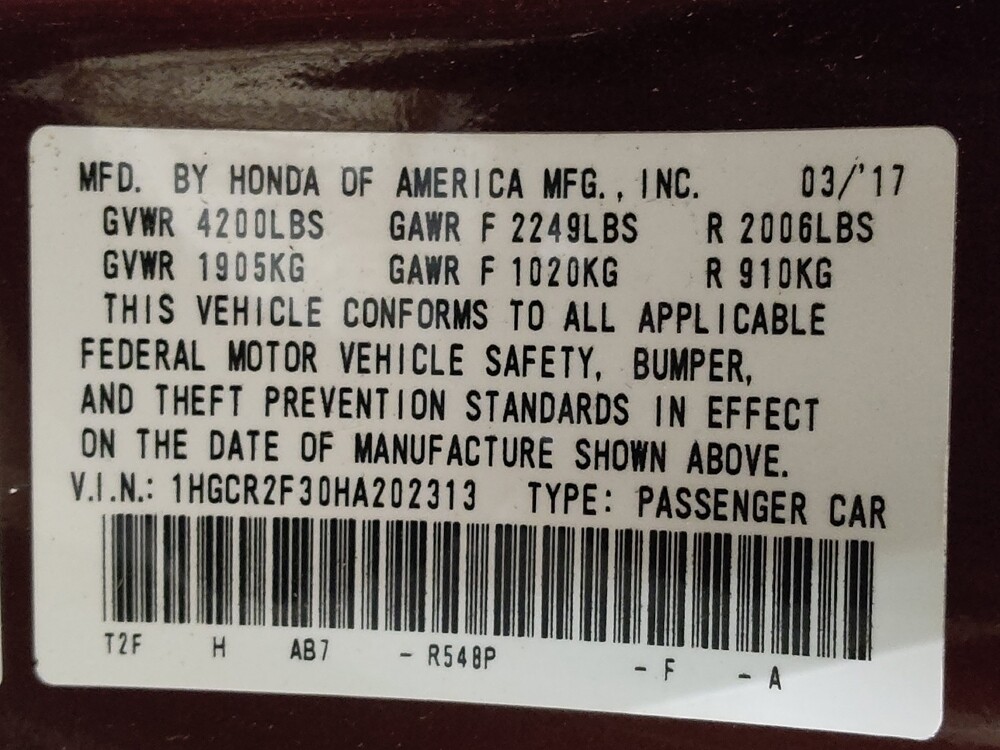 MFD. BY HONDA OF AMERICA MFG., INC. 03/'17
GVWR 4200LBS GAWR F 2249LBS R 2006LBS
GVWR 1905KG GAWR F 1020KG R 910KG
THIS VEHICLE CONFORMS TO ALL APPLICABLE
FEDERAL MOTOR VEHICLE SAFETY, BUMPER,
AND THEFT PREVENTION STANDARDS IN EFFECT
ON THE DATE OF MANUFACTURE SHOWN ABOVE.
V.I.N.: 1HGCR2F30HA202313 TYPE: PASSENGER CAR
T2F H AB7 - R548P - F - A